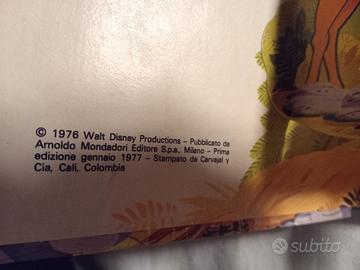 © 1976 Walt Disney Productions - Pubblicato da
Arnoldo Mondadori Editore S.p.a, Milano - Prima
edizione gennaio 1977 - Stampato da Carvajal y
Cia, Cali, Colombia
subito